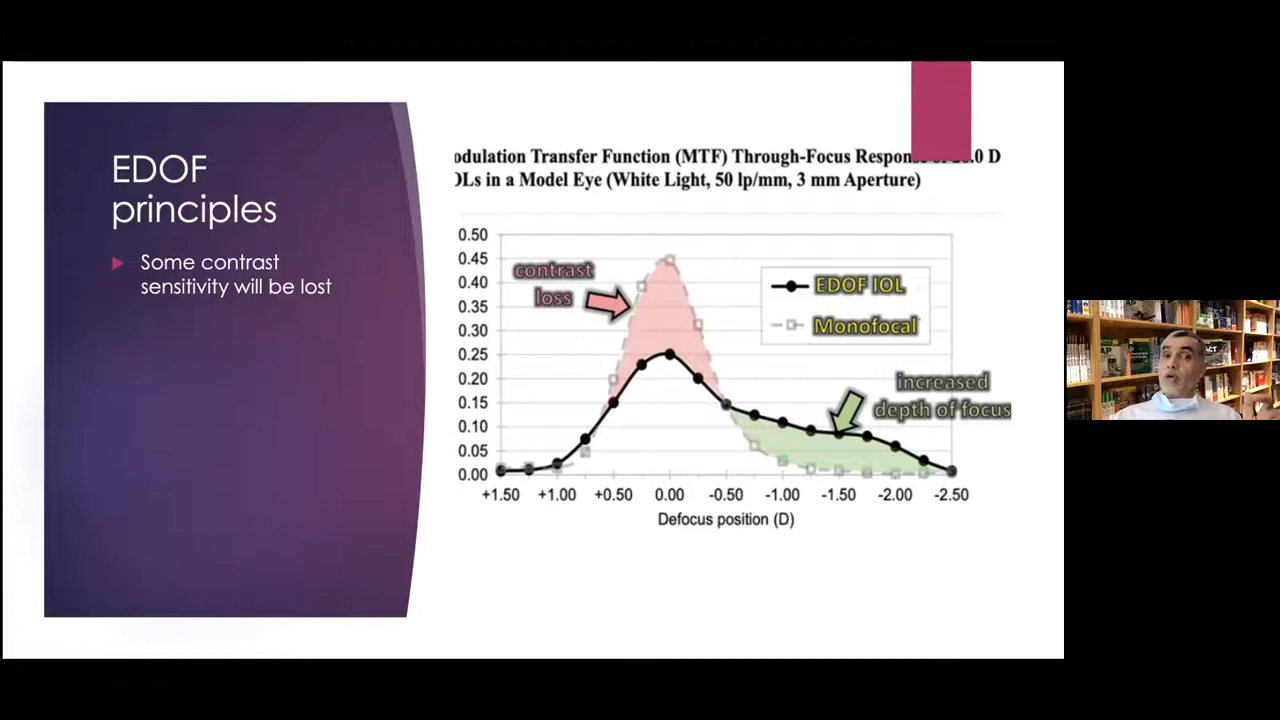 EDOF
principles
Some contrast
sensitivity will be lost
odulation Transfer Function (MTF) Through-Focus Response .0 D
OLs in a Model Eye (White Light, 50 lp/mm, 3 mm Aperture)
0.50
0.45
0.40
0.35
0.30
0.25
0.20
0.15
0.10
0.05
0.00
contrast
loss
EDOF IOL
Monofocal
increased
depth of focus
+1.50 +1.00 +0.50 0.00 -0.50 -1.00 -1.50 -2.00 -2.50
Defocus position (D)